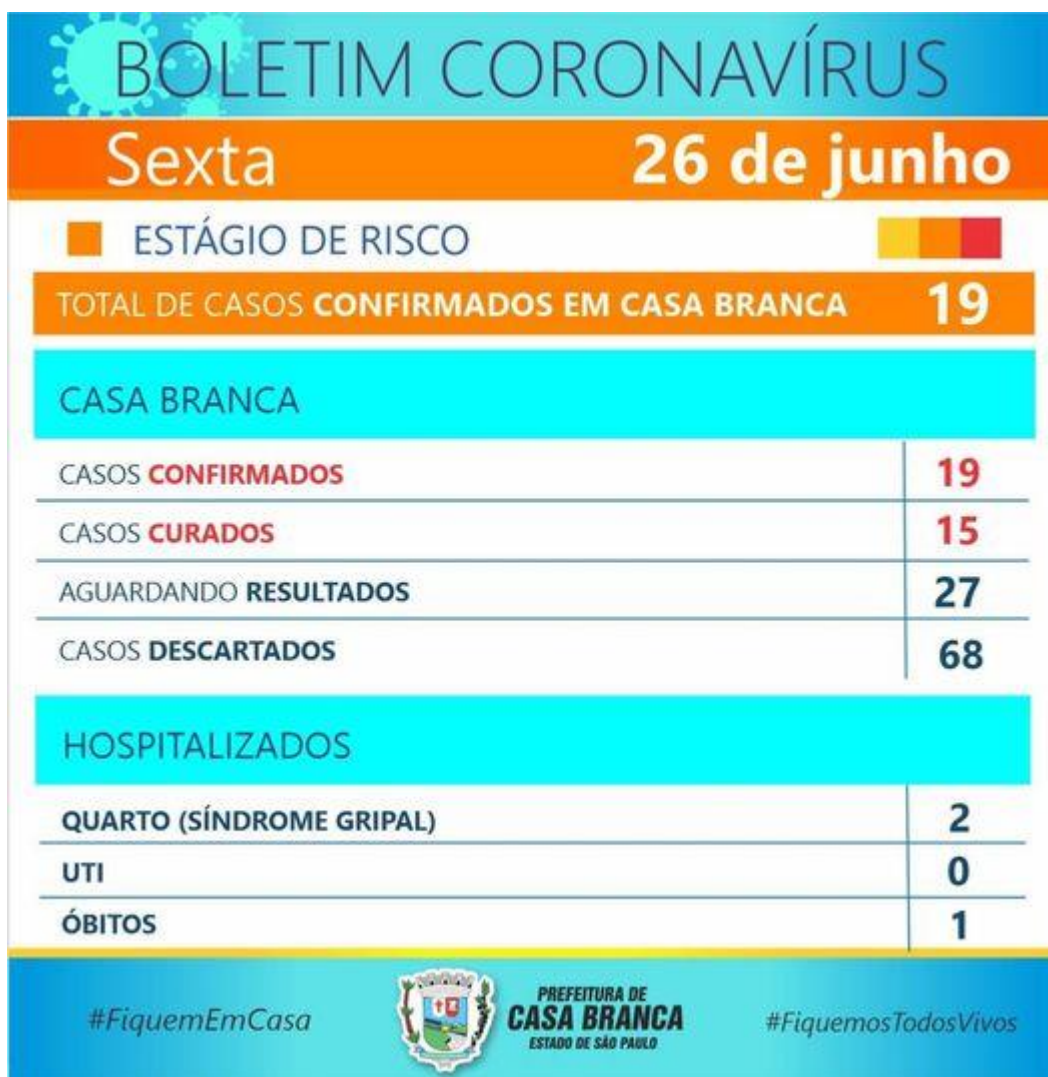 BOLETIM CORONAVÍRUS
Sexta 26 de junho
ESTÁGIO DE RISCO
TOTAL DE CASOS CONFIRMADOS EM CASA BRANCA 19
CASA BRANCA
CASOS CONFIRMADOS 19
CASOS CURADOS 15
AGUARDANDO RESULTADOS 27
CASOS DESCARTADOS 68
HOSPITALIZADOS
QUARTO (SÍNDROME GRIPAL) 2
UTI 0
ÓBITOS 1
#FiquemEmCasa
PREFEITURA DE
CASA BRANCA
ESTADO DE SÃO PAULO
#FiquemosTodosVivos